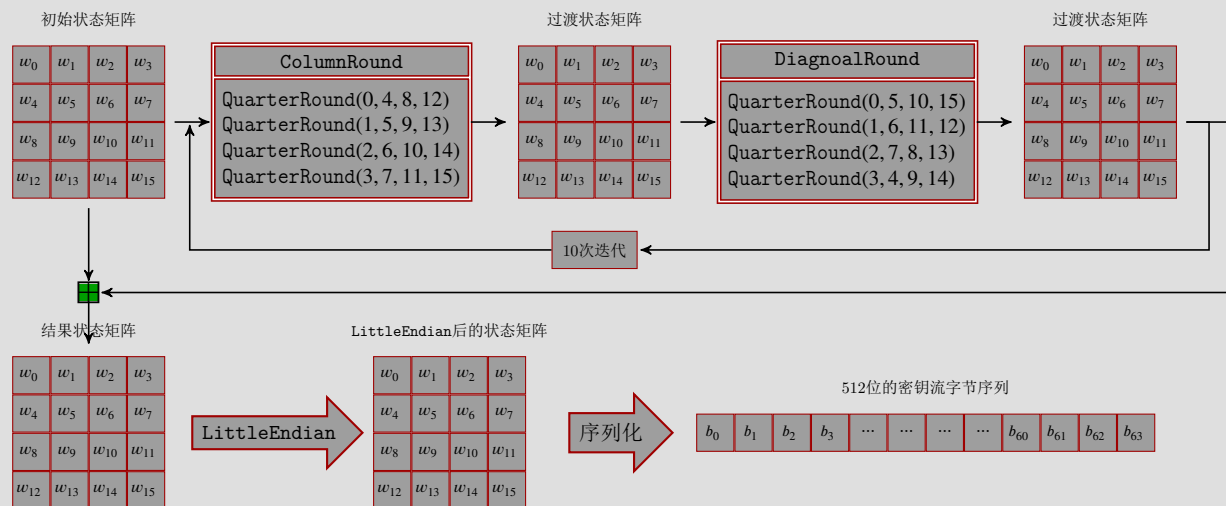 初始状态矩阵
过渡状态矩阵
过渡状态矩阵
w0 w1 w2 w3
w4 w5 w6 w7
w8 w9 w10 w11
w12 w13 w14 w15
ColumnRound
QuarterRound(0, 4, 8, 12)
QuarterRound(1, 5, 9, 13)
QuarterRound(2, 6, 10, 14)
QuarterRound(3, 7, 11, 15)
w0 w1 w2 w3
w4 w5 w6 w7
w8 w9 w10 w11
w12 w13 w14 w15
DiagnoalRound
QuarterRound(0, 5, 10, 15)
QuarterRound(1, 6, 11, 12)
QuarterRound(2, 7, 8, 13)
QuarterRound(3, 4, 9, 14)
w0 w1 w2 w3
w4 w5 w6 w7
w8 w9 w10 w11
w12 w13 w14 w15
10次迭代
结果状态矩阵
LittleEndian后的状态矩阵
512位的密钥流字节序列
w0 w1 w2 w3
w4 w5 w6 w7
w8 w9 w10 w11
w12 w13 w14 w15
LittleEndian
w0 w1 w2 w3
w4 w5 w6 w7
w8 w9 w10 w11
w12 w13 w14 w15
序列化
b0 b1 b2 b3 ... ... ... ... b60 b61 b62 b63